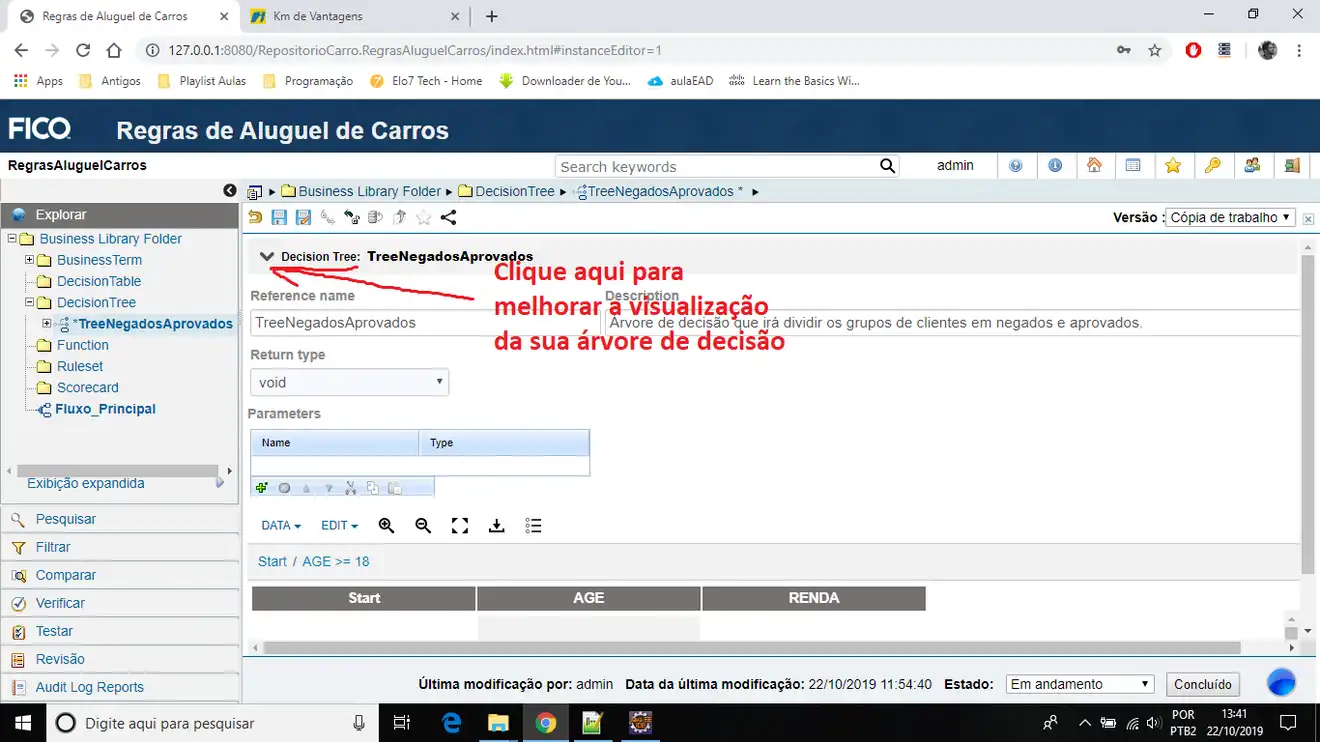 Regras de Aluguel de Carros
Km de Vantagens
127.0.0.1:8080/RepositorioCarro.RegrasAluguelCarros/index.html#instanceEditor=1
Apps Antigos Playlist Aulas Programação Elo7 Tech - Home Downloader de You... aulaEAD Learn the Basics Wi...
FICO Regras de Aluguel de Carros
RegrasAluguelCarros
Search keywords
admin
Business Library Folder DecisionTree TreeNegadosAprovados *
Versão : Cópia de trabalho
Explorar
Business Library Folder
BusinessTerm
DecisionTable
DecisionTree
*TreeNegadosAprovados
Function
Ruleset
Scorecard
Fluxo_Principal
Exibição expandida
Pesquisar
Filtrar
Comparar
Verificar
Testar
Revisão
Audit Log Reports
Decision Tree: TreeNegadosAprovados
Clique aqui para
melhorar a visualização
da sua árvore de decisão
Reference name
Description
TreeNegadosAprovados
Árvore de decisão que irá dividir os grupos de clientes em negados e aprovados.
Return type
void
Parameters
Name Type
DATA EDIT
Start / AGE >= 18
Start AGE RENDA
Última modificação por: admin Data da última modificação: 22/10/2019 11:54:40 Estado: Em andamento Concluído
Digite aqui para pesquisar
POR
PTB2
13:41
22/10/2019